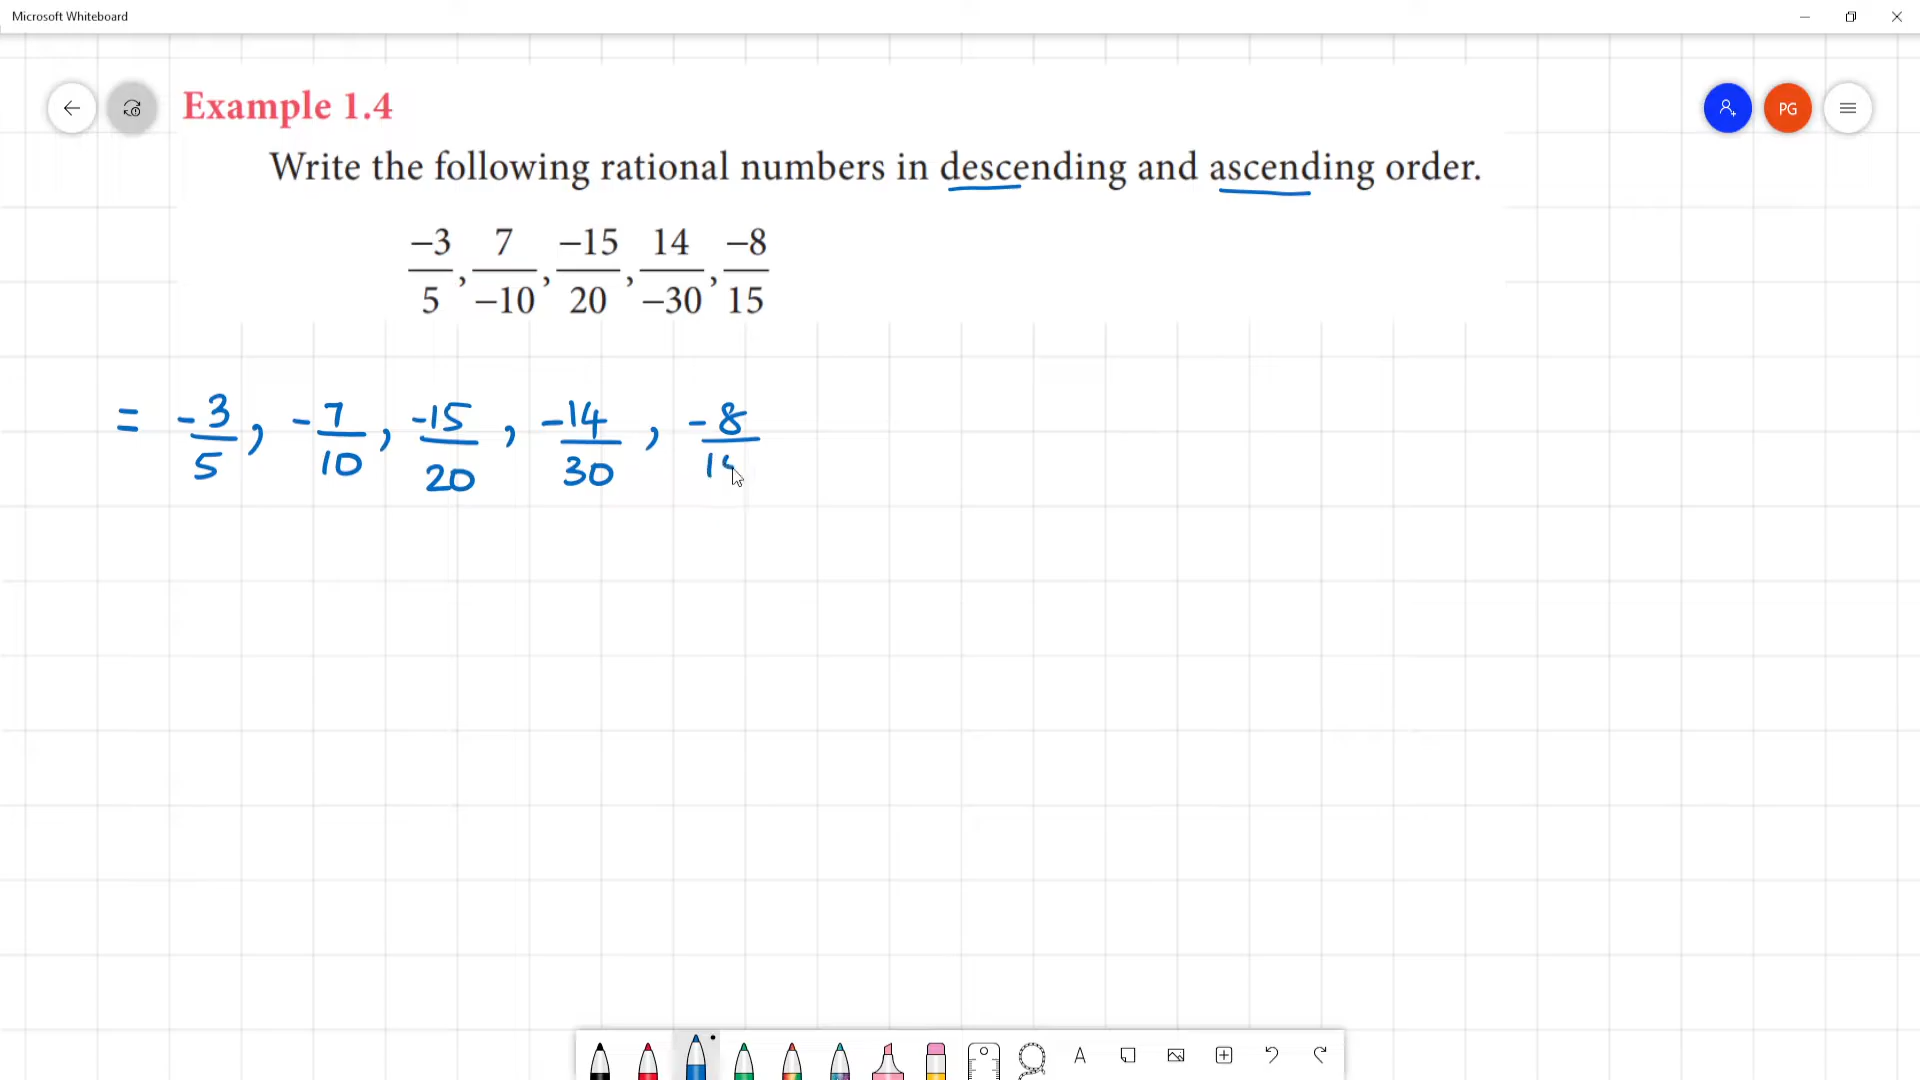 Microsoft Whiteboard
Example 1.4
PG
Write the following rational numbers in descending and ascending order.
−3/5, 7/−10, −15/20, 14/−30, −8/15
= -3/5, -7/10, -15/20, -14/30, -8/
A